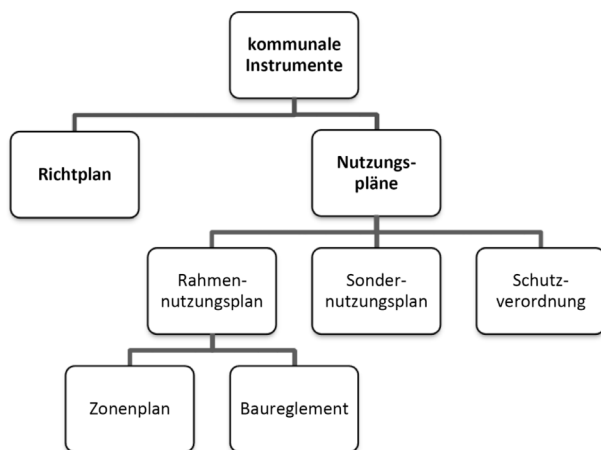 kommunale
Instrumente
Richtplan
Nutzungs-
pläne
Rahmen-
nutzungsplan
Sonder-
nutzungsplan
Schutz-
verordnung
Zonenplan
Baureglement